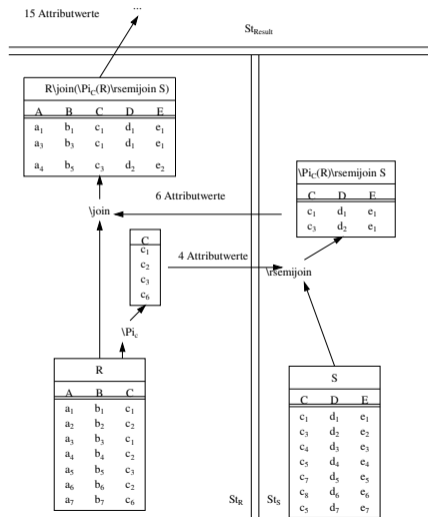 15 Attributwerte
...
St_Result
R\join(\Pi_C(R)\rsemijoin S)
A B C D E
a₁ b₁ c₁ d₁ e₁
a₃ b₃ c₁ d₁ e₁
a₄ b₅ c₃ d₂ e₂
\Pi_C(R)\rsemijoin S
C D E
c₁ d₁ e₁
c₃ d₂ e₁
6 Attributwerte
\join
C
c₁
c₂
c₃
c₆
4 Attributwerte
\rsemijoin
\Pi_c
R
A B C
a₁ b₁ c₁
a₂ b₂ c₂
a₃ b₃ c₁
a₄ b₄ c₂
a₅ b₅ c₃
a₆ b₆ c₂
a₇ b₇ c₆
S
C D E
c₁ d₁ e₁
c₃ d₂ e₂
c₄ d₃ e₃
c₅ d₄ e₄
c₇ d₅ e₅
c₈ d₆ e₆
c₅ d₇ e₇
St_R
St_S